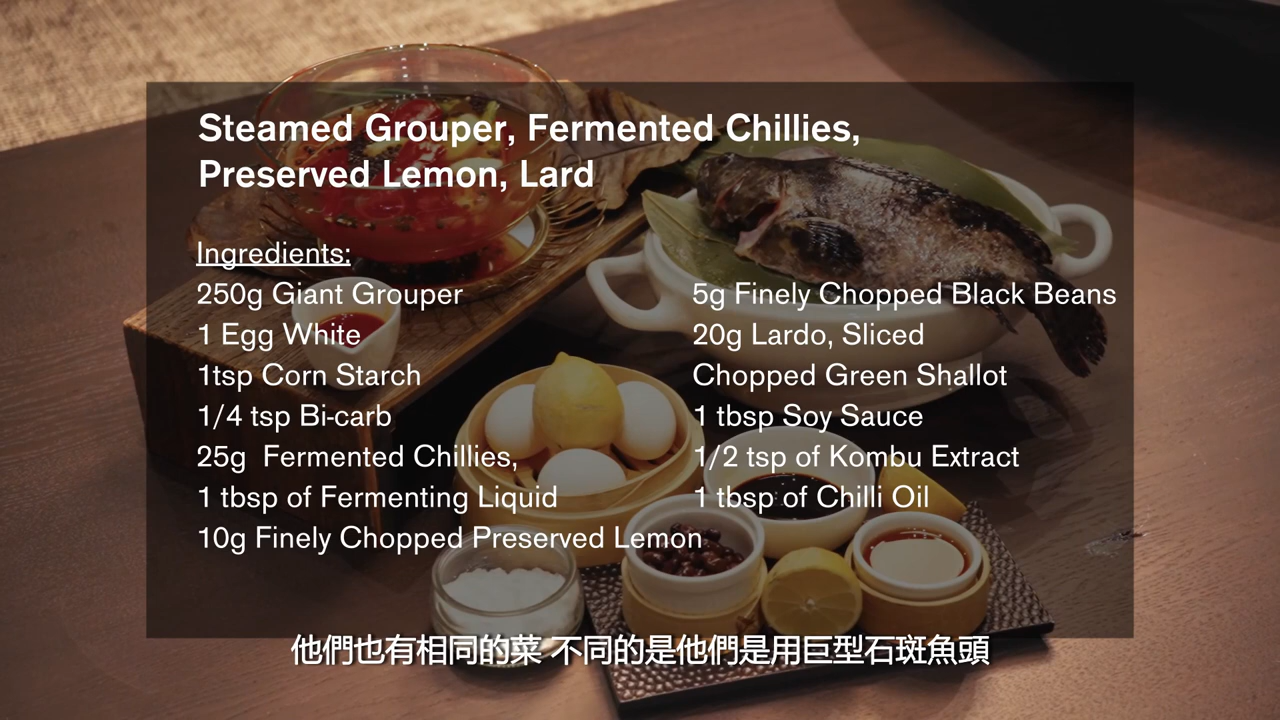 Steamed Grouper, Fermented Chillies,
Preserved Lemon, Lard
Ingredients:
250g Giant Grouper
1 Egg White
1tsp Corn Starch
1/4 tsp Bi-carb
25g  Fermented Chillies,
1 tbsp of Fermenting Liquid
10g Finely Chopped Preserved Lemon
5g Finely Chopped Black Beans
20g Lardo, Sliced
Chopped Green Shallot
1 tbsp Soy Sauce
1/2 tsp of Kombu Extract
1 tbsp of Chilli Oil
他們也有相同的菜 不同的是他們是用巨型石斑魚頭